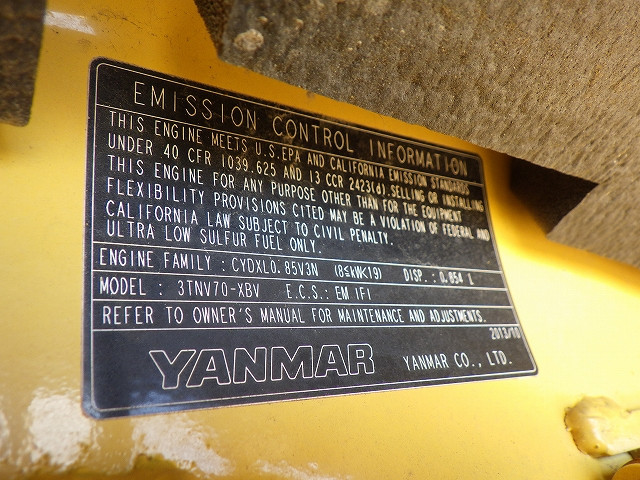 EMISSION CONTROL INFORMATION
THIS ENGINE MEETS U.S.EPA AND CALIFORNIA EMISSION STANDARDS
UNDER 40 CFR 1039.625 AND 13 CCR 2423(d).SELLING OR INSTALLING
THIS ENGINE FOR ANY PURPOSE OTHER THAN FOR THE EQUIPMENT
FLEXIBILITY PROVISIONS CITED MAY BE A VIOLATION OF FEDERAL AND
CALIFORNIA LAW SUBJECT TO CIVIL PENALTY.
ULTRA LOW SULFUR FUEL ONLY.
ENGINE FAMILY : CYDXL0.85V3N (8≤kW<19) DISP.: 0.854 l
MODEL : 3TNV70-XBV E.C.S.: EM IFI
REFER TO OWNER'S MANUAL FOR MAINTENANCE AND ADJUSTMENTS.
2013/10
YANMAR YANMAR CO., LTD.